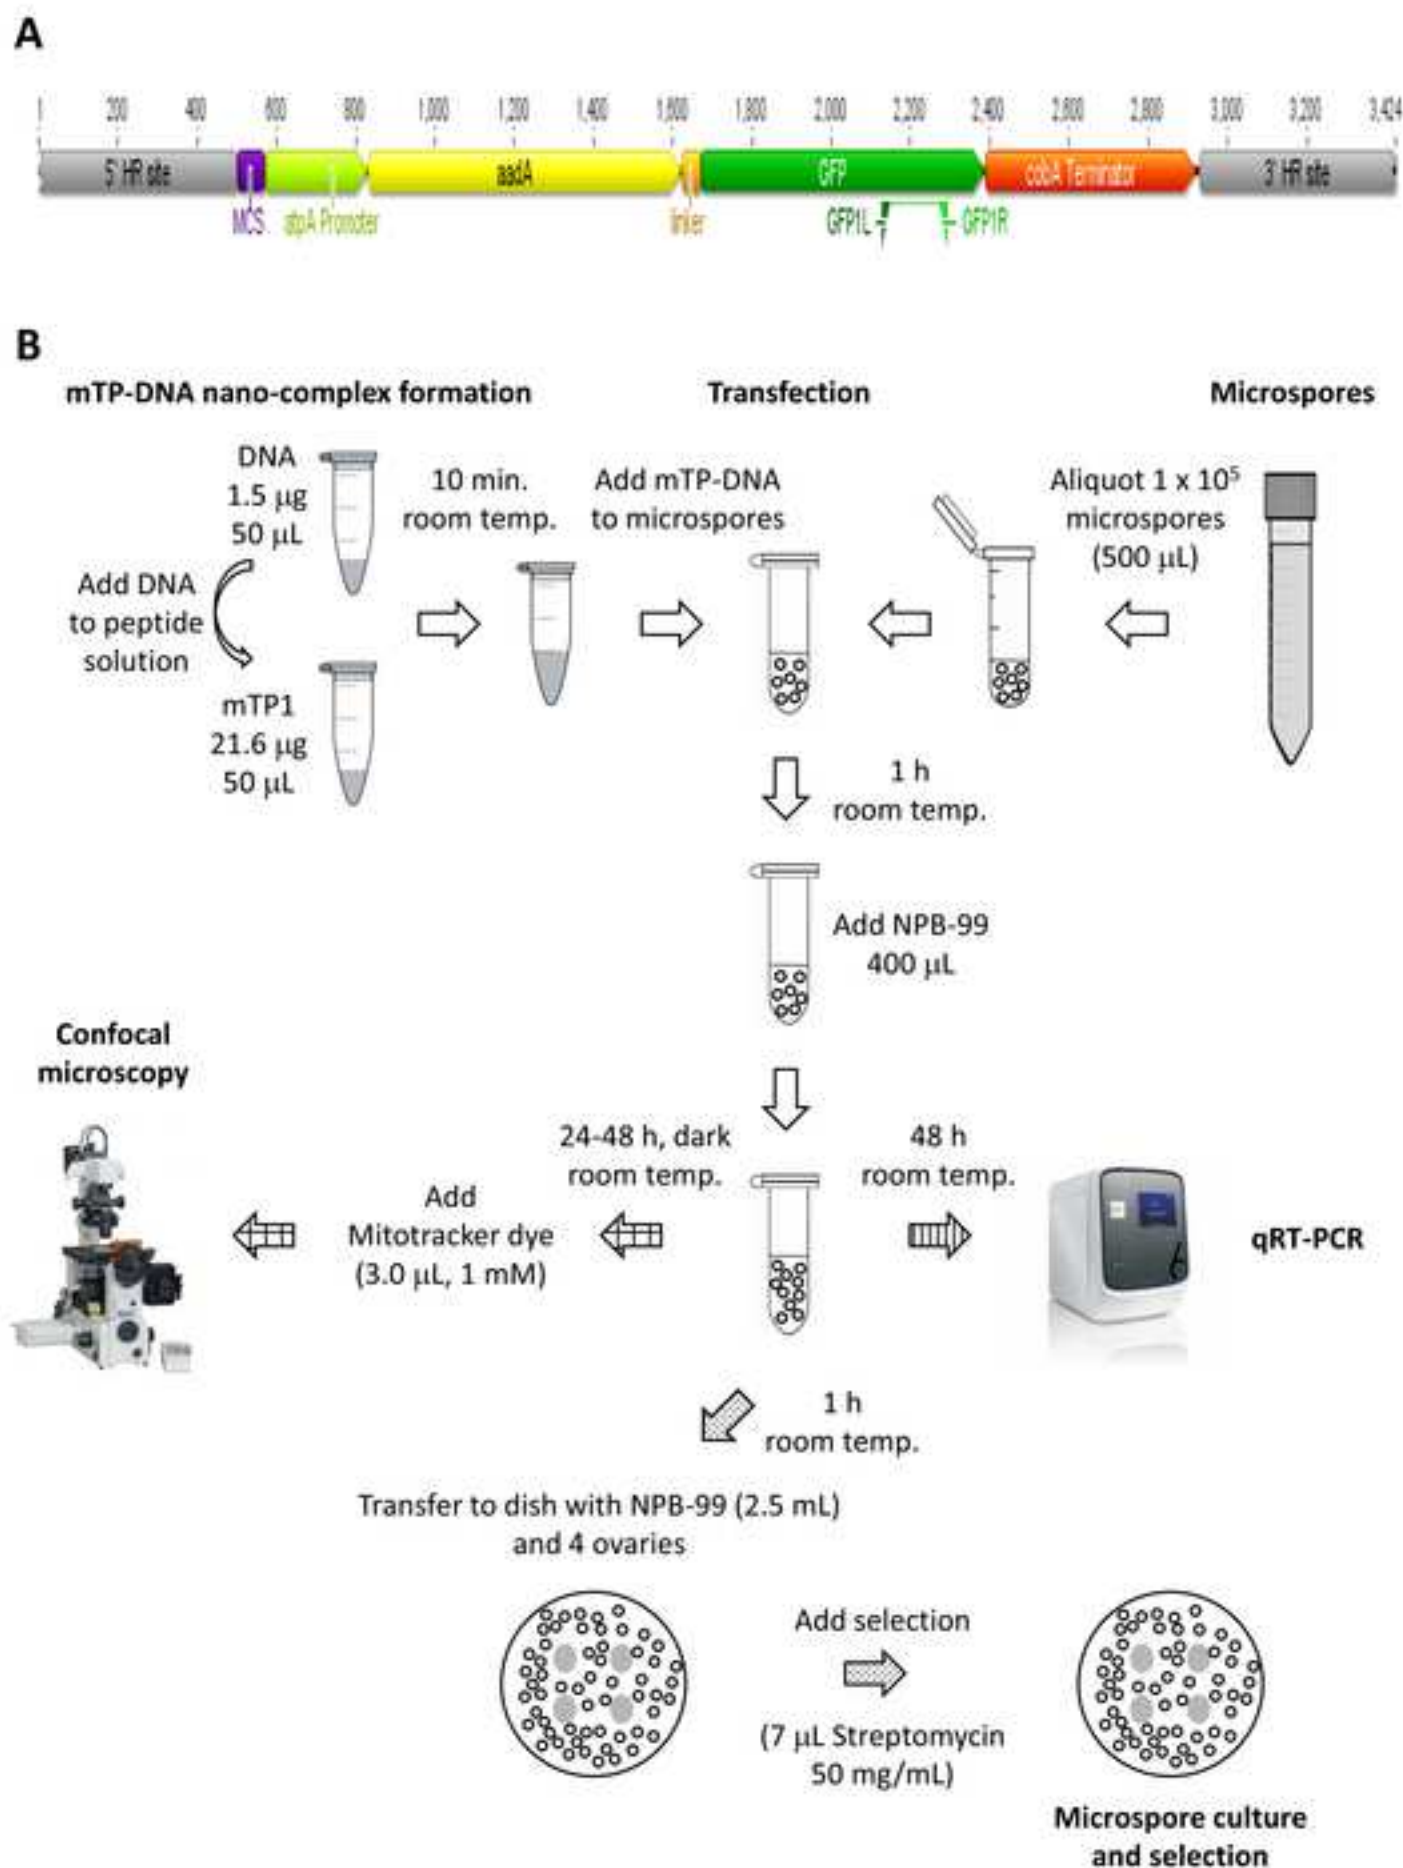 A
1 200 400 600 800 1,000 1,200 1,400 1,600 1,800 2,000 2,200 2,400 2,600 2,800 3,000 3,200 3,424
5' HR site aadA GFP cobA Terminator 3' HR site
MCS atpA Promoter linker GFP1L GFP1R
B
mTP-DNA nano-complex formation
Transfection
Microspores
DNA
1.5 µg
50 µL
Add DNA
to peptide
solution
mTP1
21.6 µg
50 µL
10 min.
room temp.
Add mTP-DNA
to microspores
Aliquot 1 x 10⁵
microspores
(500 µL)
1 h
room temp.
Add NPB-99
400 µL
Confocal
microscopy
24-48 h, dark
room temp.
Add
Mitotracker dye
(3.0 µL, 1 mM)
48 h
room temp.
qRT-PCR
1 h
room temp.
Transfer to dish with NPB-99 (2.5 mL)
and 4 ovaries
Add selection
(7 µL Streptomycin
50 mg/mL)
Microspore culture
and selection